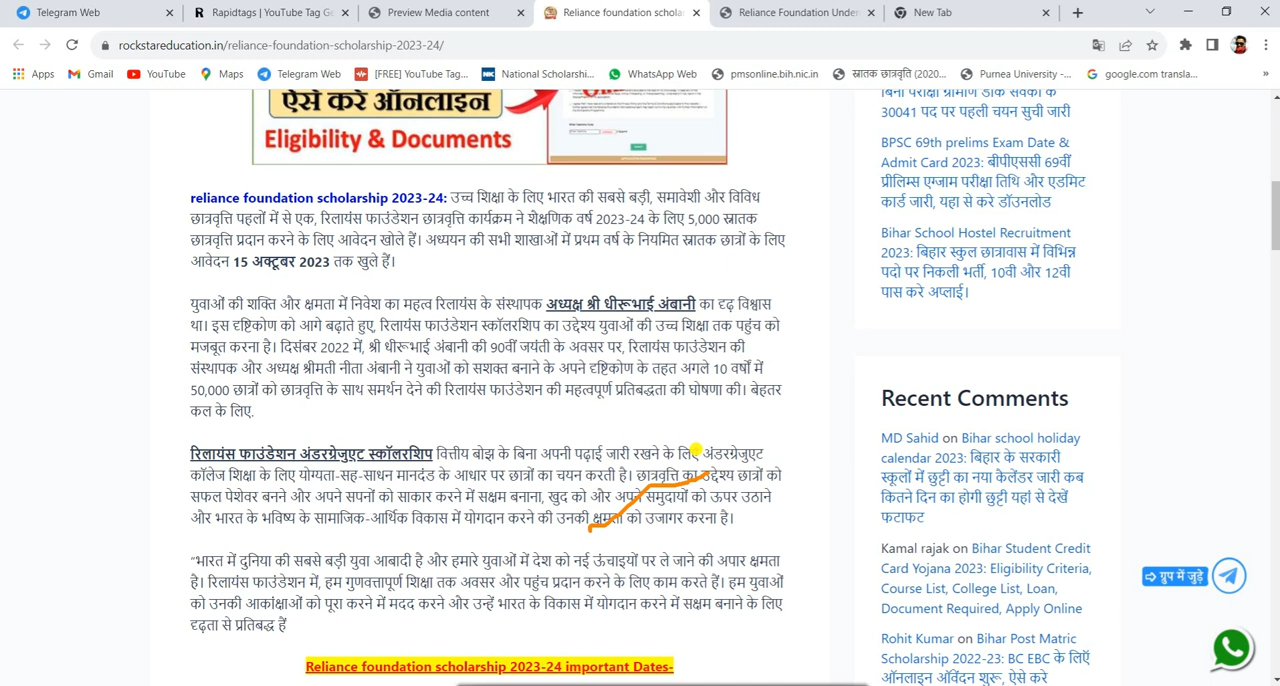 Telegram Web
Rapidtags | YouTube Tag Ge
Preview Media content
Reliance foundation schola
Reliance Foundation Under
New Tab
rockstareducation.in/reliance-foundation-scholarship-2023-24/
Apps
Gmail
YouTube
Maps
Telegram Web
[FREE] YouTube Tag...
National Scholarshi...
WhatsApp Web
pmsonline.bih.nic.in
स्नातक छात्रवृति (2020...
Purnea University -...
google.com transla...
ऐसे करे ऑनलाइन
Eligibility & Documents
reliance foundation scholarship 2023-24: उच्च शिक्षा के लिए भारत की सबसे बड़ी, समावेशी और विविध
छात्रवृत्ति पहलों में से एक, रिलायंस फाउंडेशन छात्रवृत्ति कार्यक्रम ने शैक्षणिक वर्ष 2023-24 के लिए 5,000 स्नातक
छात्रवृत्ति प्रदान करने के लिए आवेदन खोले हैं। अध्ययन की सभी शाखाओं में प्रथम वर्ष के नियमित स्नातक छात्रों के लिए
आवेदन 15 अक्टूबर 2023 तक खुले हैं।
युवाओं की शक्ति और क्षमता में निवेश का महत्व रिलायंस के संस्थापक अध्यक्ष श्री धीरूभाई अंबानी का दृढ़ विश्वास
था। इस दृष्टिकोण को आगे बढ़ाते हुए, रिलायंस फाउंडेशन स्कॉलरशिप का उद्देश्य युवाओं की उच्च शिक्षा तक पहुंच को
मजबूत करना है। दिसंबर 2022 में, श्री धीरूभाई अंबानी की 90वीं जयंती के अवसर पर, रिलायंस फाउंडेशन की
संस्थापक और अध्यक्ष श्रीमती नीता अंबानी ने युवाओं को सशक्त बनाने के अपने दृष्टिकोण के तहत अगले 10 वर्षों में
50,000 छात्रों को छात्रवृत्ति के साथ समर्थन देने की रिलायंस फाउंडेशन की महत्वपूर्ण प्रतिबद्धता की घोषणा की। बेहतर
कल के लिए.
रिलायंस फाउंडेशन अंडरग्रेजुएट स्कॉलरशिप वित्तीय बोझ के बिना अपनी पढ़ाई जारी रखने के लिए अंडरग्रेजुएट
कॉलेज शिक्षा के लिए योग्यता-सह-साधन मानदंड के आधार पर छात्रों का चयन करती है। छात्रवृत्ति का उद्देश्य छात्रों को
सफल पेशेवर बनने और अपने सपनों को साकार करने में सक्षम बनाना, खुद को और अपने समुदायों को ऊपर उठाने
और भारत के भविष्य के सामाजिक-आर्थिक विकास में योगदान करने की उनकी क्षमता को उजागर करना है।
"भारत में दुनिया की सबसे बड़ी युवा आबादी है और हमारे युवाओं में देश को नई ऊंचाइयों पर ले जाने की अपार क्षमता
है। रिलायंस फाउंडेशन में, हम गुणवत्तापूर्ण शिक्षा तक अवसर और पहुंच प्रदान करने के लिए काम करते हैं। हम युवाओं
को उनकी आकांक्षाओं को पूरा करने में मदद करने और उन्हें भारत के विकास में योगदान करने में सक्षम बनाने के लिए
दृढ़ता से प्रतिबद्ध हैं
Reliance foundation scholarship 2023-24 important Dates-
बिना परीक्षा ग्रामीण डाक सेवको के
30041 पद पर पहली चयन सुची जारी
BPSC 69th prelims Exam Date &
Admit Card 2023: बीपीएससी 69वीं
प्रीलिम्स एग्जाम परीक्षा तिथि और एडमिट
कार्ड जारी, यहा से करे डॉउनलोड
Bihar School Hostel Recruitment
2023: बिहार स्कुल छात्रावास में विभिन्न
पदो पर निकली भर्ती, 10वी और 12वी
पास करे अप्लाई।
Recent Comments
MD Sahid on Bihar school holiday
calendar 2023: बिहार के सरकारी
स्कूलों में छुट्टी का नया कैलेंडर जारी कब
कितने दिन का होगी छुट्टी यहां से देखें
फटाफट
Kamal rajak on Bihar Student Credit
Card Yojana 2023: Eligibility Criteria,
Course List, College List, Loan,
Document Required, Apply Online
Rohit Kumar on Bihar Post Matric
Scholarship 2022-23: BC EBC के लिऍ
ऑनलाइन ऑवेंदन शुरू, ऐसे करे
ग्रुप में जुड़े